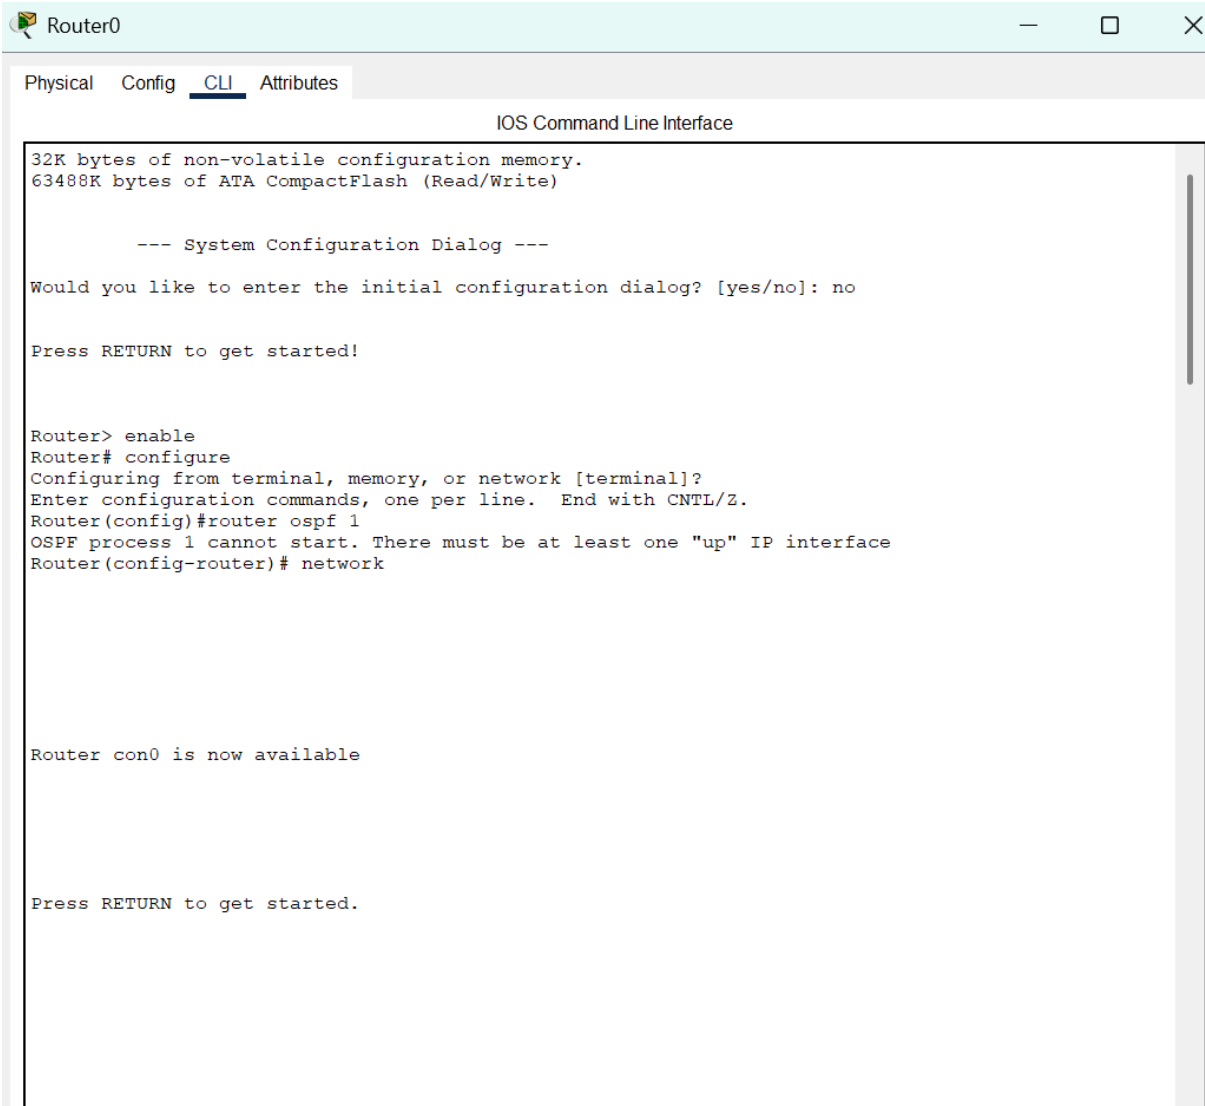 Router0
Physical Config CLI Attributes
IOS Command Line Interface
32K bytes of non-volatile configuration memory.
63488K bytes of ATA CompactFlash (Read/Write)
--- System Configuration Dialog ---
Would you like to enter the initial configuration dialog? [yes/no]: no
Press RETURN to get started!
Router> enable
Router# configure
Configuring from terminal, memory, or network [terminal]?
Enter configuration commands, one per line.  End with CNTL/Z.
Router(config)#router ospf 1
OSPF process 1 cannot start. There must be at least one "up" IP interface
Router(config-router)# network
Router con0 is now available
Press RETURN to get started.